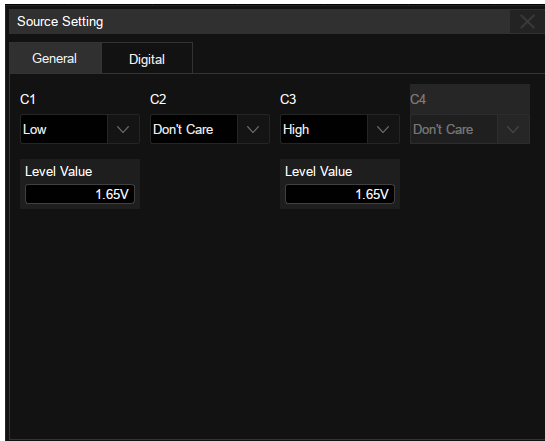 Source Setting
General Digital
C1 C2 C3 C4
Low Don't Care High Don't Care
Level Value Level Value
1.65V 1.65V